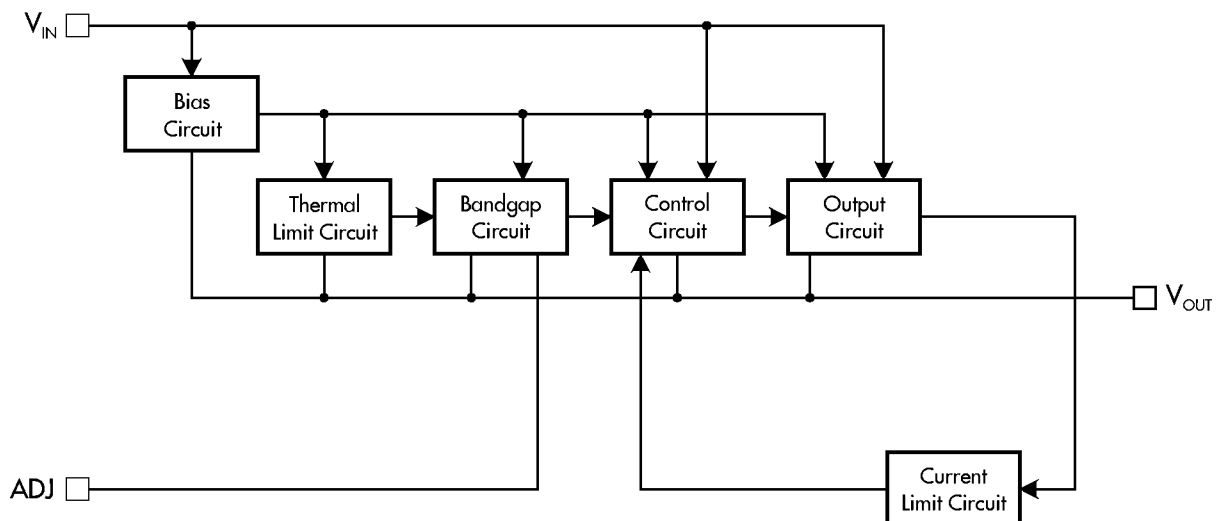 VIN
Bias
Circuit
Thermal
Limit Circuit
Bandgap
Circuit
Control
Circuit
Output
Circuit
VOUT
ADJ
Current
Limit Circuit